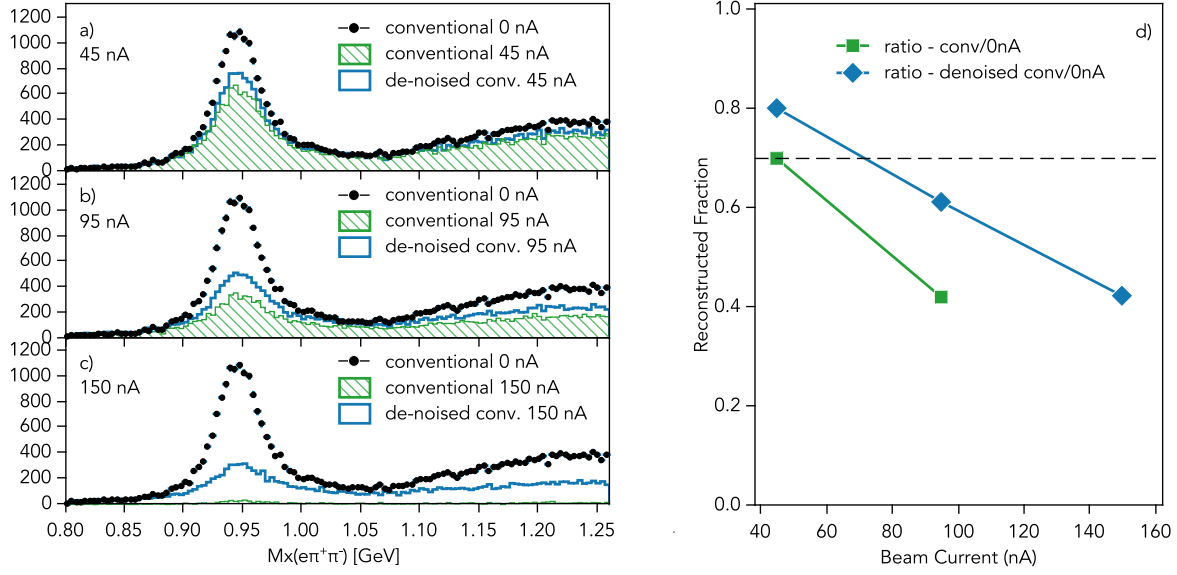 1200
1000
800
600
400
200
0
a)
45 nA
conventional 0 nA
conventional 45 nA
de-noised conv. 45 nA
1200
1000
800
600
400
200
0
b)
95 nA
conventional 0 nA
conventional 95 nA
de-noised conv. 95 nA
1200
1000
800
600
400
200
0
c)
150 nA
conventional 0 nA
conventional 150 nA
de-noised conv. 150 nA
0.80 0.85 0.90 0.95 1.00 1.05 1.10 1.15 1.20 1.25
Mx(eπ⁺π⁻) [GeV]
d)
ratio - conv/0nA
ratio - denoised conv/0nA
Reconstructed Fraction
1.0
0.8
0.6
0.4
0.2
0.0
40 60 80 100 120 140 160
Beam Current (nA)